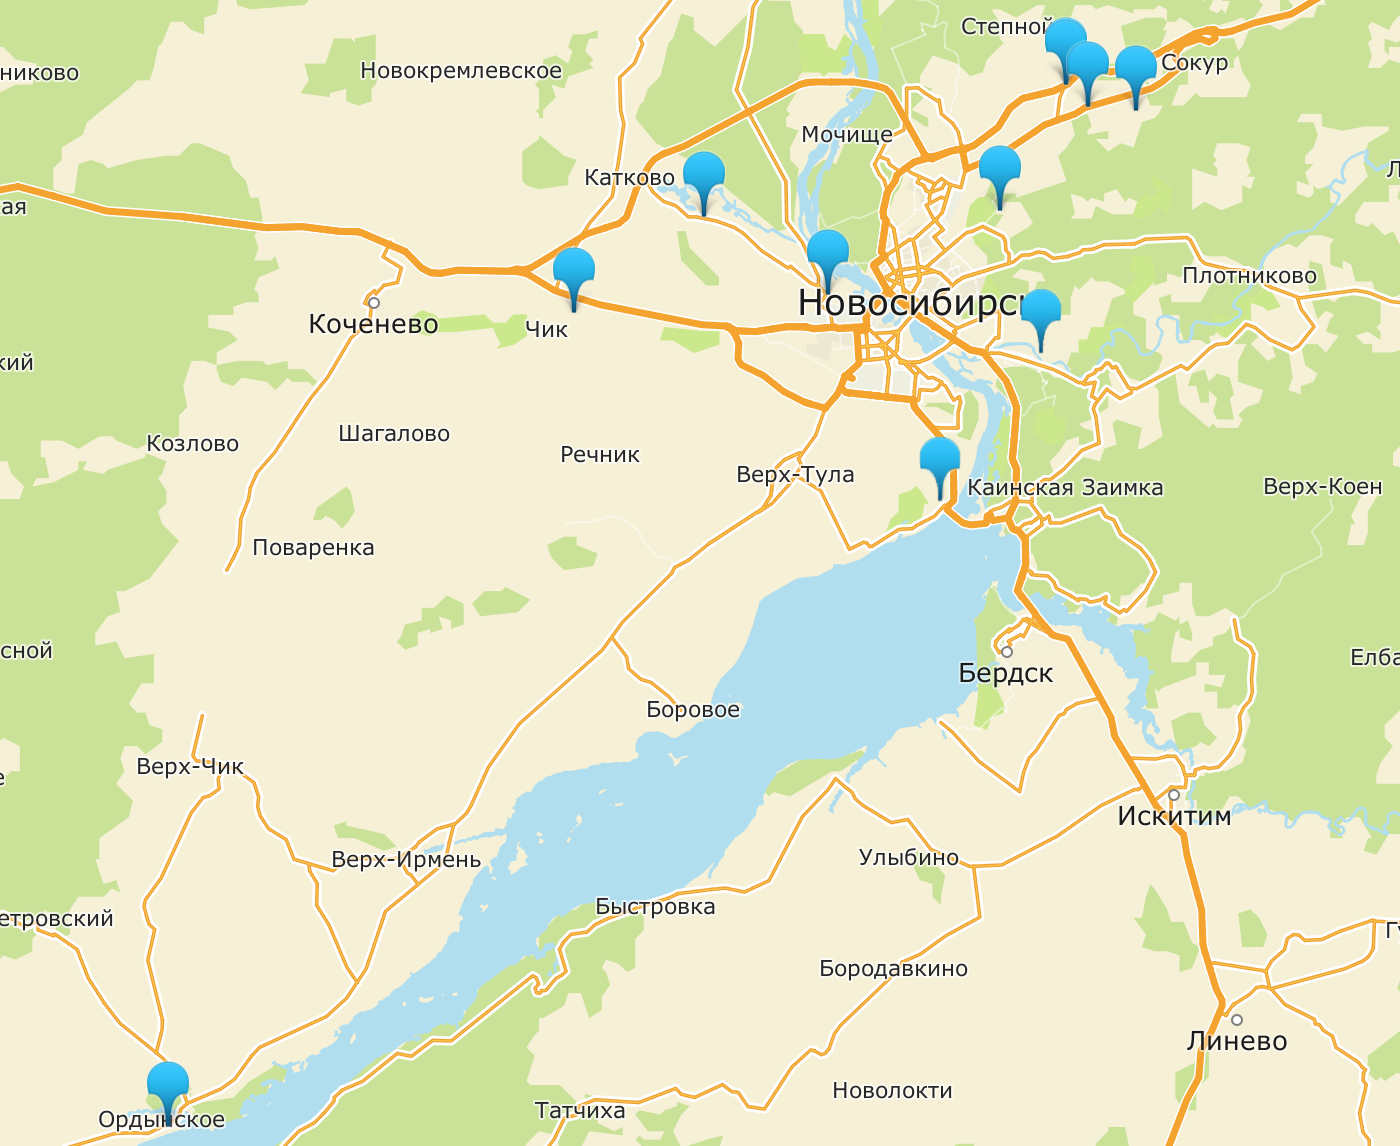 Степной
Сокур
никово
Новокремлевское
Мочище
Катково
ая
Плотниково
Новосибирс
Коченево
Чик
кий
Шагалово
Козлово
Речник
Верх-Тула
Каинская Заимка
Верх-Коен
Поваренка
сной
Елба
Бердск
Боровое
Верх-Чик
е
Искитим
Верх-Ирмень
Улыбино
Быстровка
етровский
Бородавкино
Линево
Новолокти
Татчиха
Ордынское